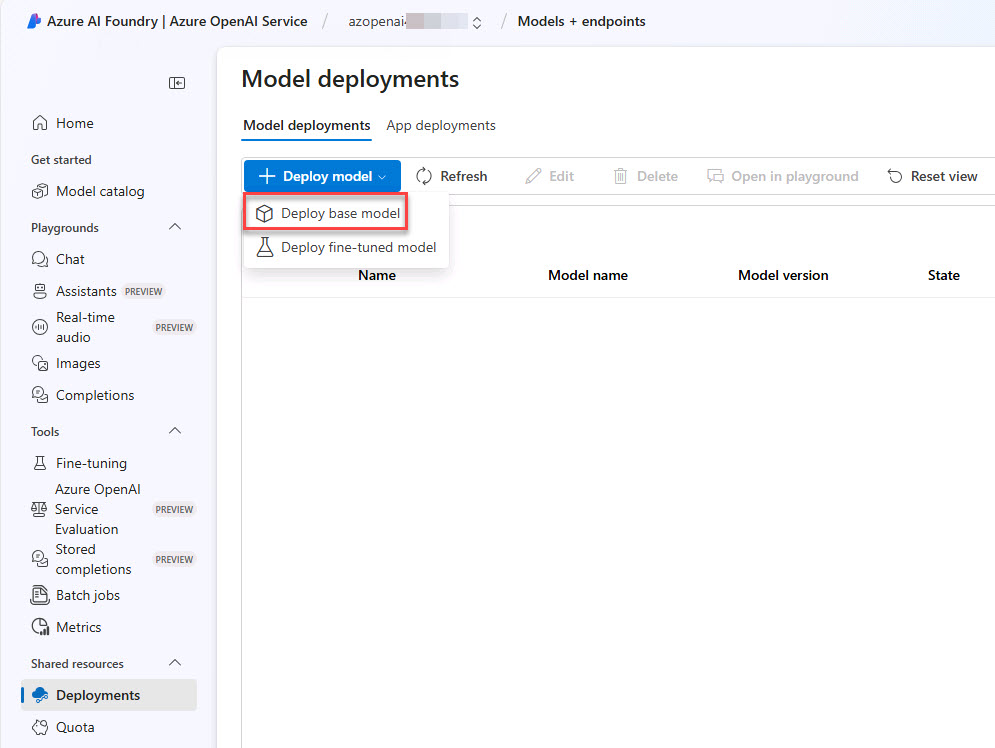 Azure AI Foundry | Azure OpenAI Service / azopenai / Models + endpoints
Model deployments
Model deployments App deployments
Deploy model Refresh Edit Delete Open in playground Reset view
Deploy base model
Deploy fine-tuned model
Name Model name Model version State
Home
Get started
Model catalog
Playgrounds
Chat
Assistants PREVIEW
Real-time
audio PREVIEW
Images
Completions
Tools
Fine-tuning
Azure OpenAI
Service PREVIEW
Evaluation
Stored
completions PREVIEW
Batch jobs
Metrics
Shared resources
Deployments
Quota